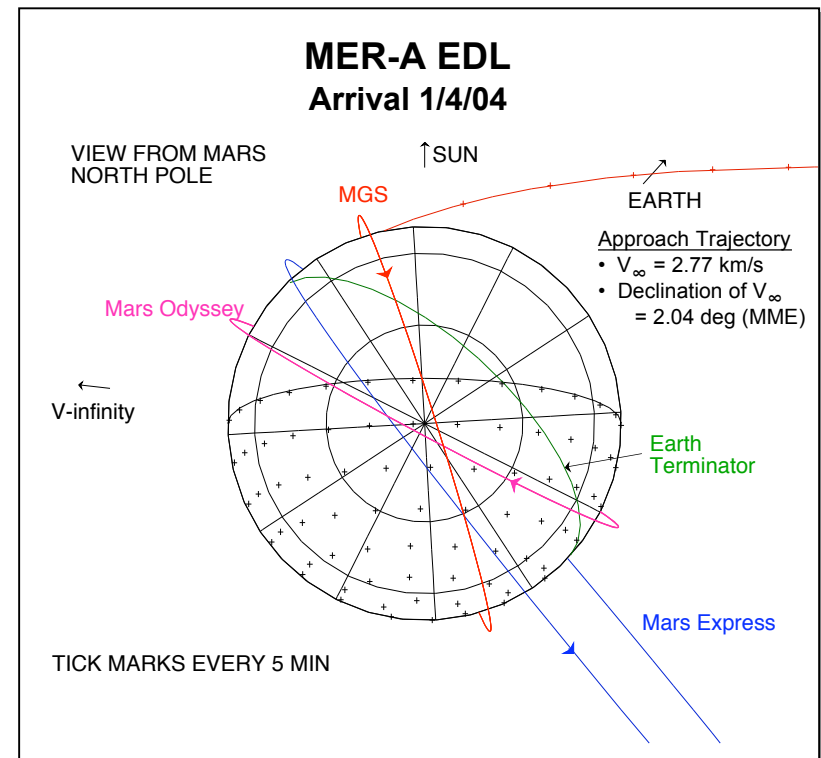 MER-A EDL
Arrival 1/4/04
VIEW FROM MARS
NORTH POLE
↑SUN
MGS
EARTH
Approach Trajectory
• V∞ = 2.77 km/s
• Declination of V∞
= 2.04 deg (MME)
Mars Odyssey
V-infinity
Earth
Terminator
Mars Express
TICK MARKS EVERY 5 MIN